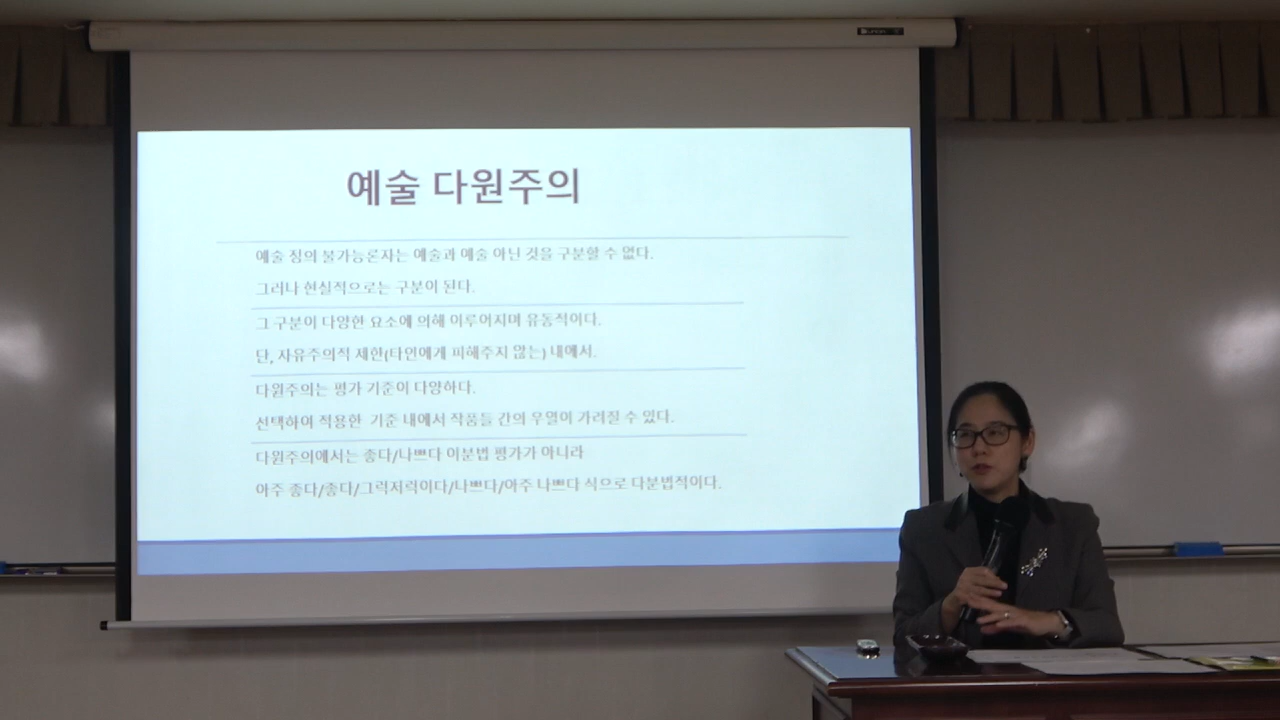 예술 다원주의
예술 정의 불가능론자는 예술과 예술 아닌 것을 구분할 수 없다.
그러나 현실적으로는 구분이 된다.
그 구분이 다양한 요소에 의해 이루어지며 유동적이다.
단, 자유주의적 제한(타인에게 피해주지 않는) 내에서.
다원주의는 평가 기준이 다양하다.
선택하여 적용한 기준 내에서 작품들 간의 우열이 가려질 수 있다.
다원주의에서는 좋다/나쁘다 이분법 평가가 아니라
아주 좋다/좋다/그럭저럭이다/나쁘다/아주 나쁘다 식으로 다분법적이다.